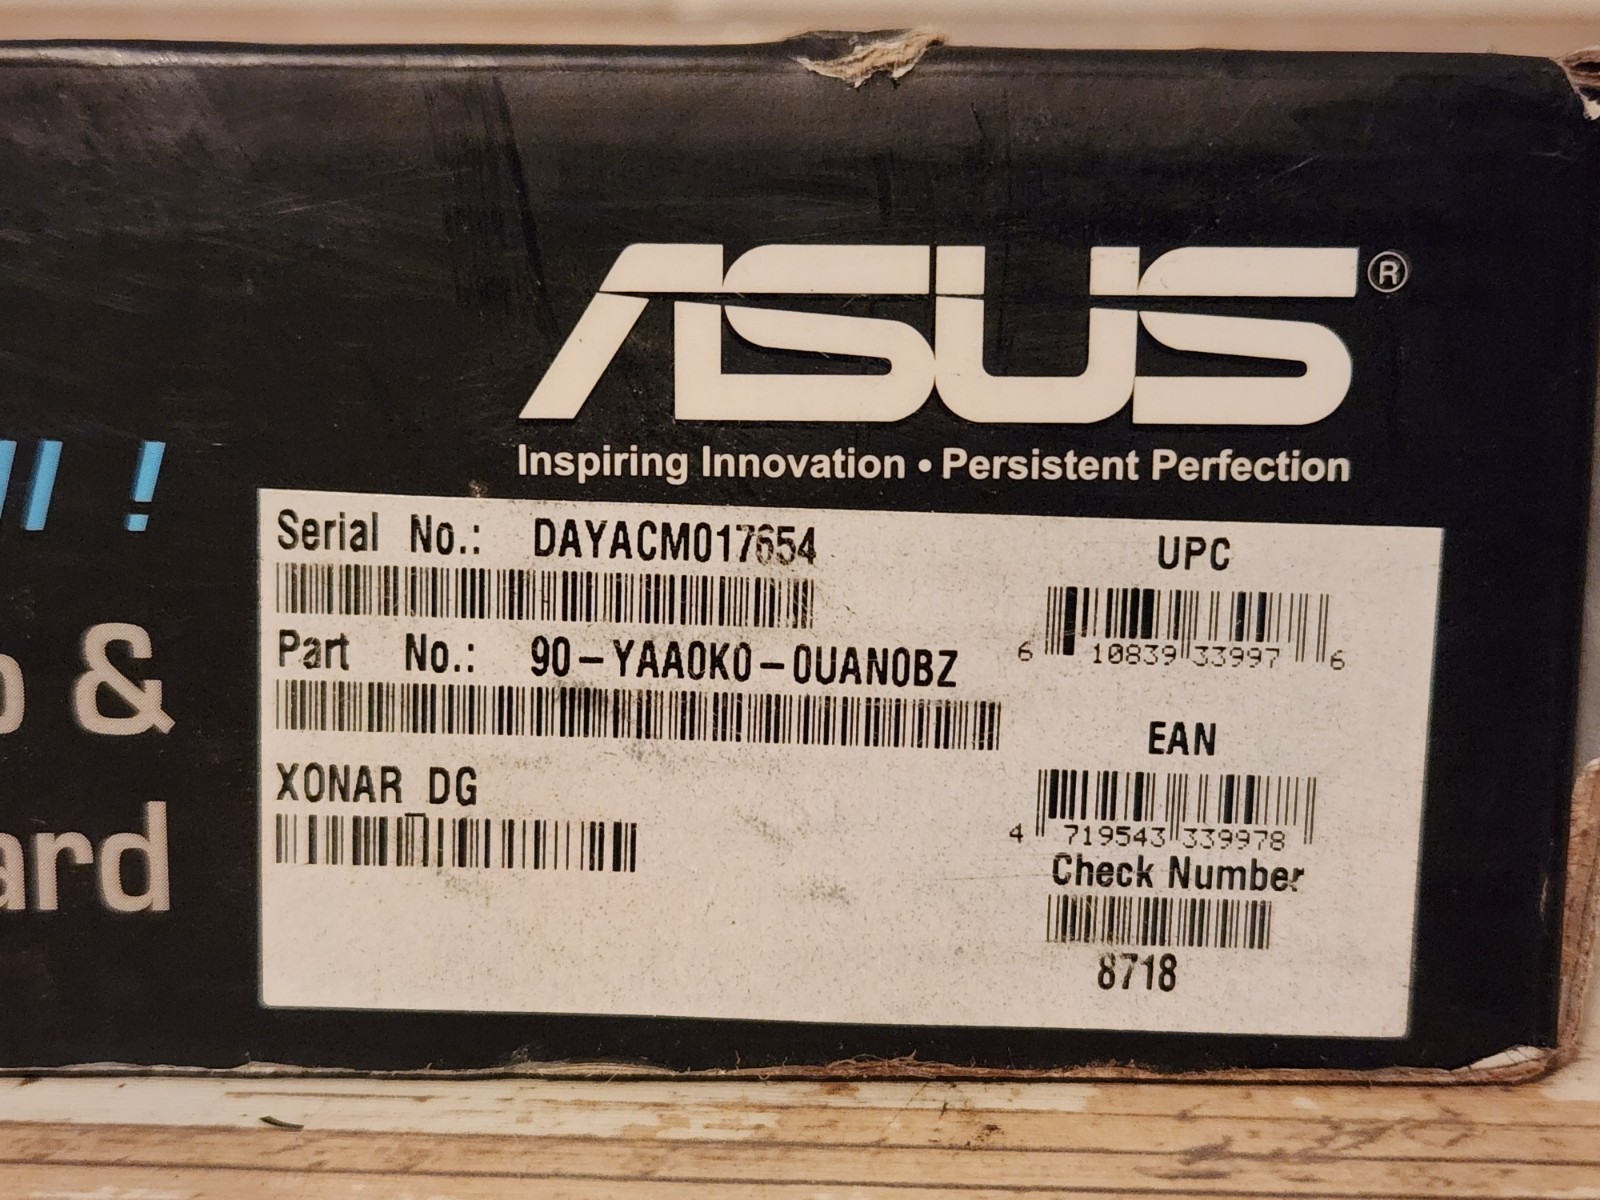 ASUS®
Inspiring Innovation • Persistent Perfection
!
&
Serial No.: DAYACM017654
Part No.: 90-YAA0K0-0UAN0BZ
XONAR DG
UPC
6 10839 33997 6
EAN
4 719543 339978
Check Number
8718